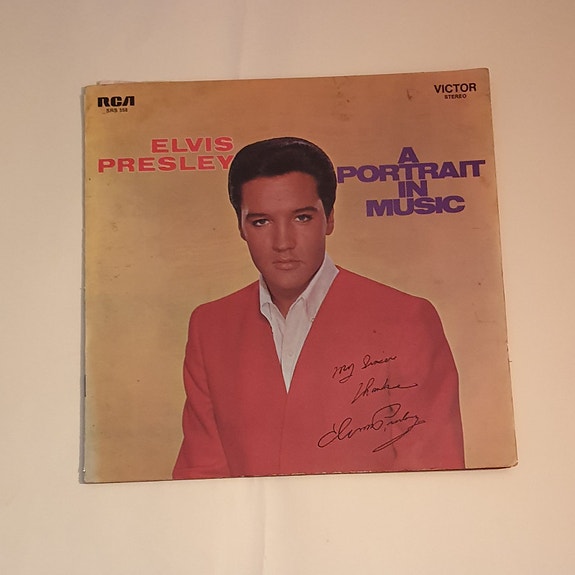 RCA
SRS 558
VICTOR
STEREO
ELVIS
PRESLEY
A
PORTRAIT
IN
MUSIC
My Sincere
Thanks
Elvis Presley